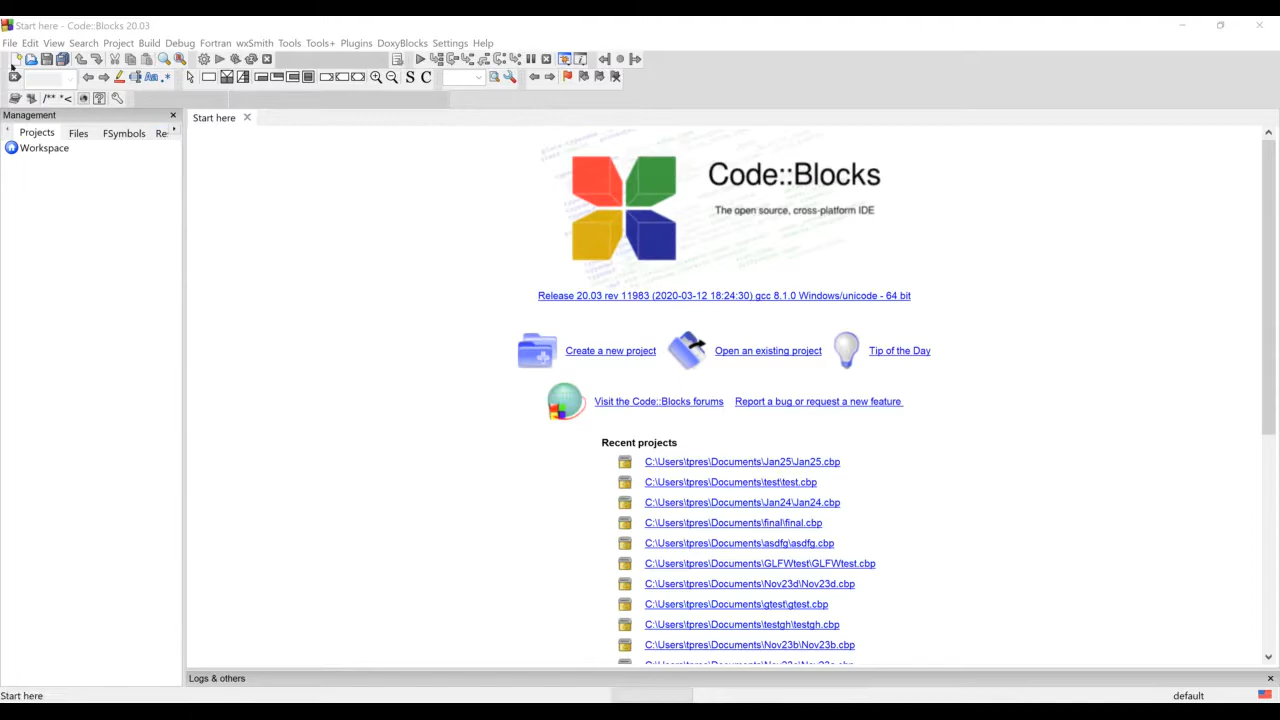 Start here - Code::Blocks 20.03
File Edit View Search Project Build Debug Fortran wxSmith Tools Tools+ Plugins DoxyBlocks Settings Help
Aa .*
S C
/** *<
Management
Projects Files FSymbols Re
Workspace
Start here
Code::Blocks
The open source, cross-platform IDE
Release 20.03 rev 11983 (2020-03-12 18:24:30) gcc 8.1.0 Windows/unicode - 64 bit
Create a new project Open an existing project Tip of the Day
Visit the Code::Blocks forums Report a bug or request a new feature
Recent projects
C:\Users\tpres\Documents\Jan25\Jan25.cbp
C:\Users\tpres\Documents\test\test.cbp
C:\Users\tpres\Documents\Jan24\Jan24.cbp
C:\Users\tpres\Documents\final\final.cbp
C:\Users\tpres\Documents\asdfg\asdfg.cbp
C:\Users\tpres\Documents\GLFWtest\GLFWtest.cbp
C:\Users\tpres\Documents\Nov23d\Nov23d.cbp
C:\Users\tpres\Documents\gtest\gtest.cbp
C:\Users\tpres\Documents\testgh\testgh.cbp
C:\Users\tpres\Documents\Nov23b\Nov23b.cbp
Logs & others
Start here default